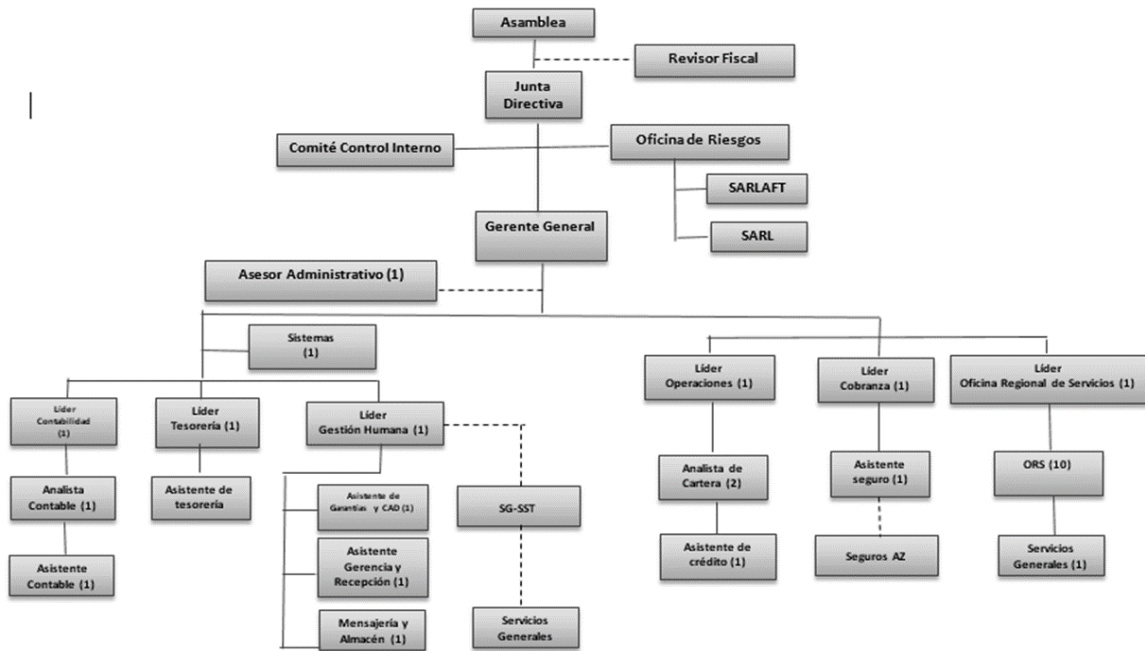 Asamblea
Revisor Fiscal
Junta
Directiva
Comité Control Interno
Oficina de Riesgos
SARLAFT
SARL
Gerente General
Asesor Administrativo (1)
Sistemas
(1)
Líder
Operaciones (1)
Líder
Cobranza (1)
Líder
Oficina Regional de Servicios (1)
Líder
Contabilidad
(1)
Líder
Tesorería (1)
Líder
Gestión Humana (1)
Analista
Contable (1)
Asistente de
tesorería
Asistente de
Garantías y CAD (1)
SG-SST
Analista de
Cartera (2)
Asistente
seguro (1)
ORS (10)
Asistente
Contable (1)
Asistente
Gerencia y
Recepción (1)
Asistente de
crédito (1)
Seguros AZ
Servicios
Generales (1)
Mensajería y
Almacén (1)
Servicios
Generales